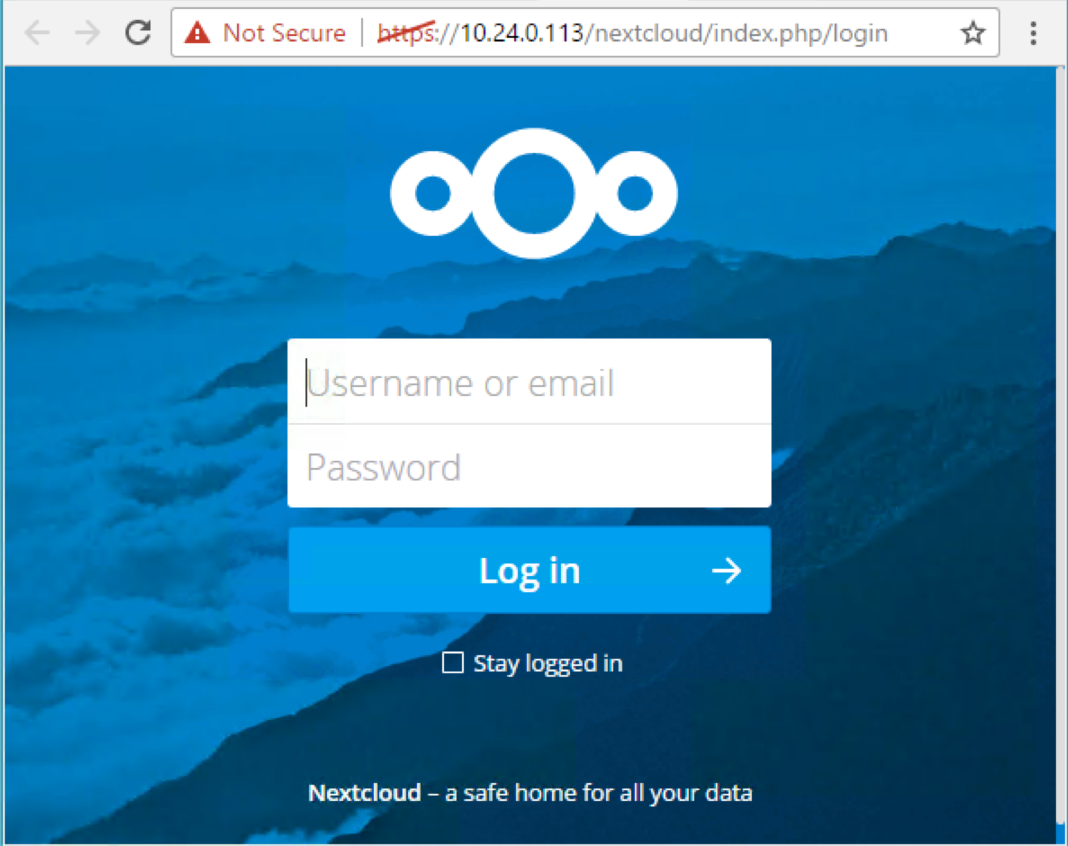 Not Secure | https://10.24.0.113/nextcloud/index.php/login
Username or email
Password
Log in
Stay logged in
Nextcloud – a safe home for all your data